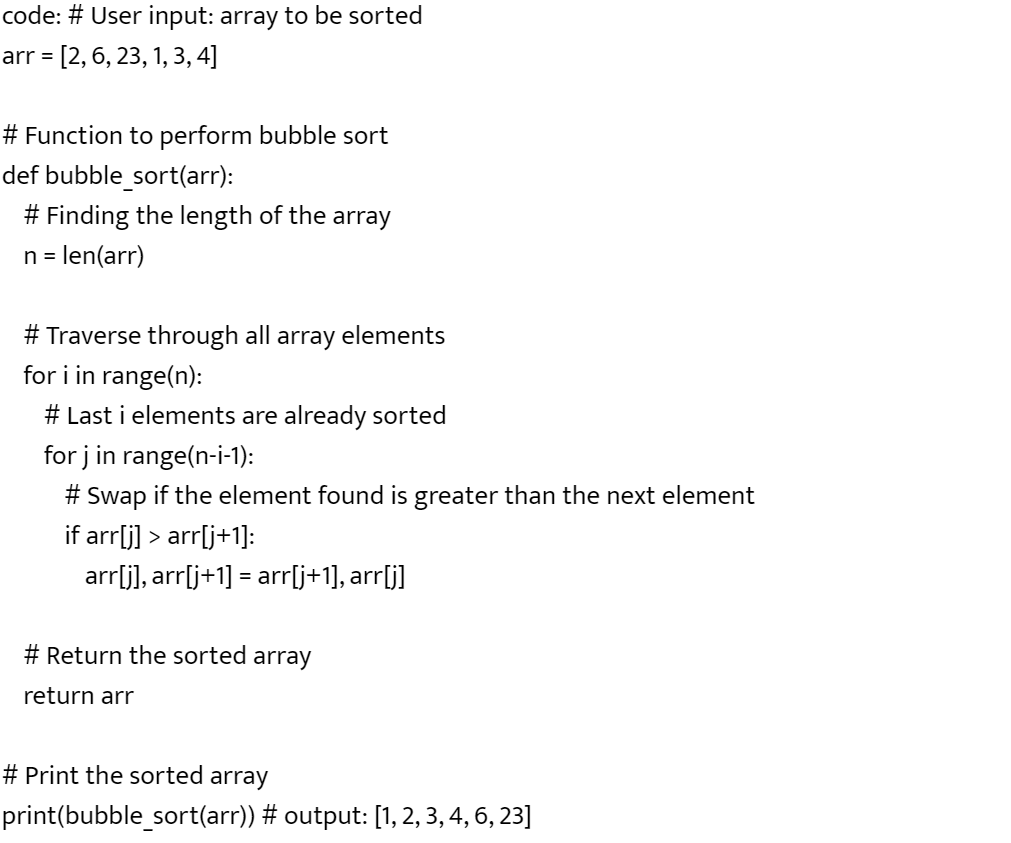 code: # User input: array to be sorted
arr = [2, 6, 23, 1, 3, 4]
# Function to perform bubble sort
def bubble_sort(arr):
# Finding the length of the array
n = len(arr)
# Traverse through all array elements
for i in range(n):
# Last i elements are already sorted
for j in range(n-i-1):
# Swap if the element found is greater than the next element
if arr[j] > arr[j+1]:
arr[j], arr[j+1] = arr[j+1], arr[j]
# Return the sorted array
return arr
# Print the sorted array
print(bubble_sort(arr)) # output: [1, 2, 3, 4, 6, 23]